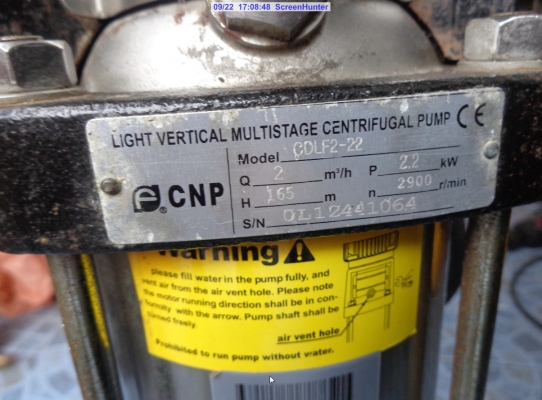 09/22 17:08:48 ScreenHunter
LIGHT VERTICAL MULTISTAGE CENTRIFUGAL PUMP CE
Model CDLF2-22
Q 2 m³/h P 2.2 kW
H 165 m n 2900 r/min
S/N OL12441064
® CNP
Warning
please fill water in the pump fully, and
vent air from the air vent hole. Please note
the motor running direction shall be in con-
formity with the arrow. Pump shaft shall be
turned freely.
air vent hole
Prohibited to run pump without water.